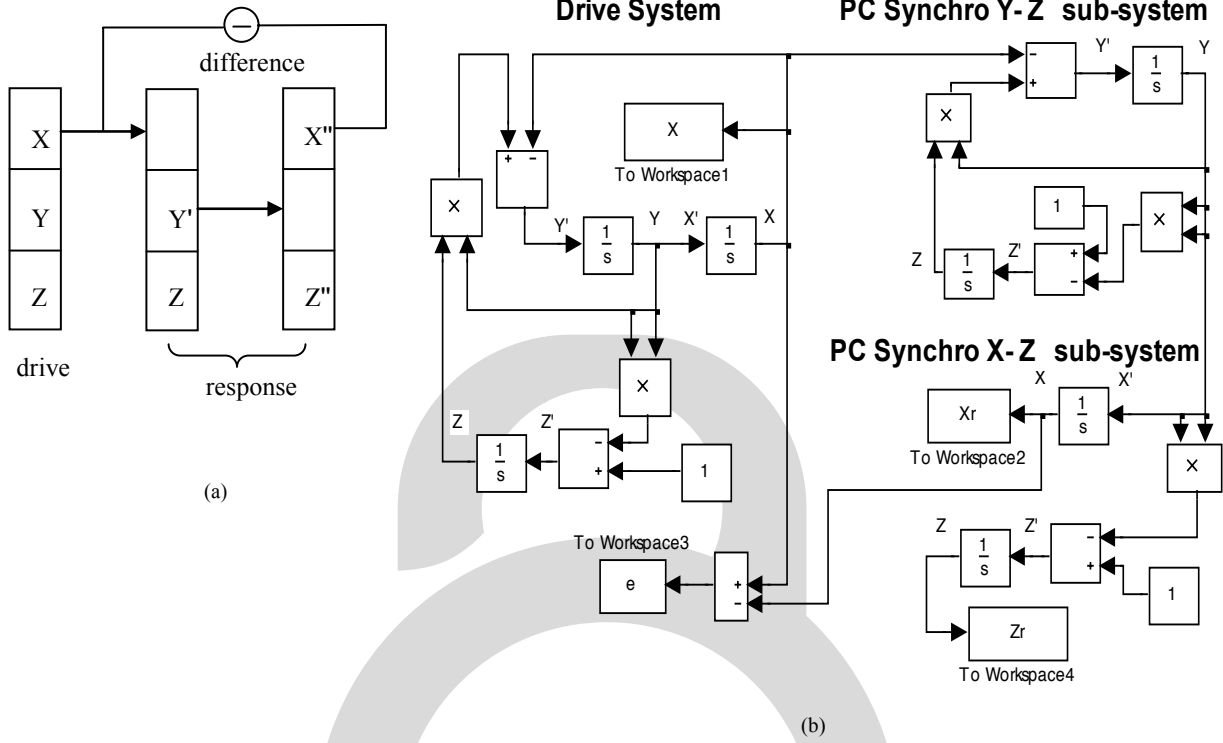 difference
X
X"
Y
Y'
Z
Z
Z"
drive
response
(a)
Drive System
+ −
X
To Workspace1
×
Y'
1
s
Y
X'
1
s
X
×
Z
1
s
Z'
−
+
1
To Workspace3
e
+
−
PC Synchro Y- Z sub-system
−
+
Y'
1
s
Y
×
1
×
Z
1
s
Z'
+
−
PC Synchro X- Z sub-system
X
X'
Xr
To Workspace2
1
s
×
Z
1
s
Z'
−
+
1
Zr
To Workspace4
(b)